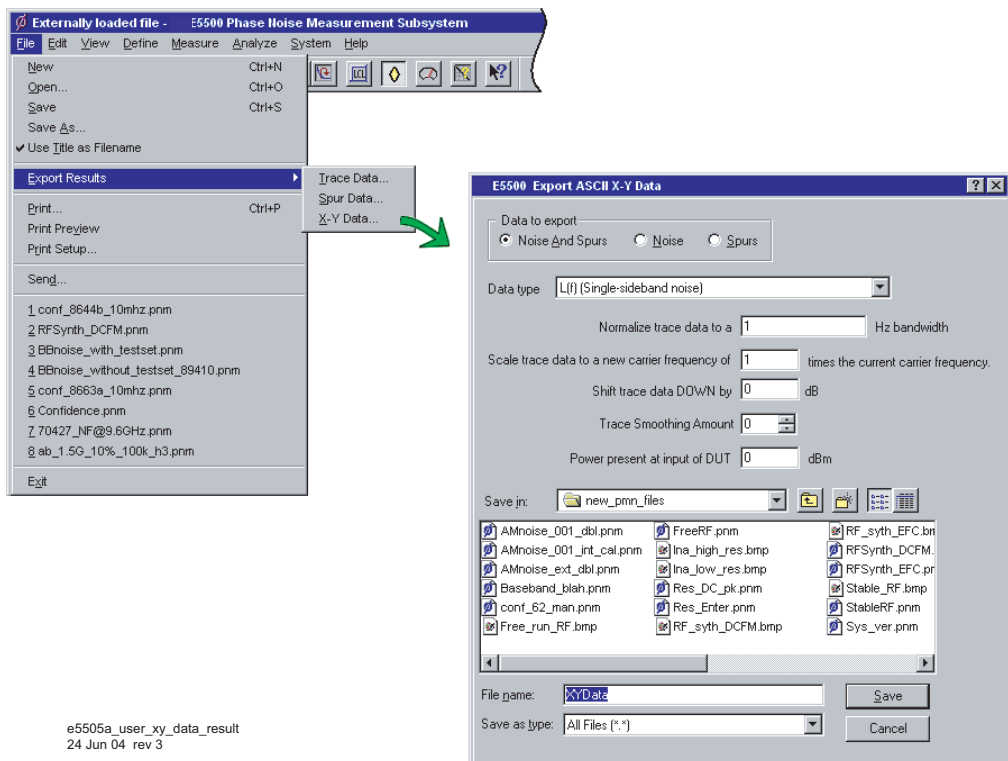 Externally loaded file -     E5500 Phase Noise Measurement Subsystem
File Edit View Define Measure Analyze System Help
New Ctrl+N
Open... Ctrl+O
Save Ctrl+S
Save As...
Use Title as Filename
Export Results
Print... Ctrl+P
Print Preview
Print Setup...
Send...
1 conf_8644b_10mhz.pnm
2 RFSynth_DCFM.pnm
3 BBnoise_with_testset.pnm
4 BBnoise_without_testset_89410.pnm
5 conf_8663a_10mhz.pnm
6 Confidence.pnm
7 70427_NF@9.6GHz.pnm
8 ab_1.5G_10%_100k_h3.pnm
Exit
LCL
Trace Data...
Spur Data...
X-Y Data...
E5500 Export ASCII X-Y Data
Data to export
Noise And Spurs Noise Spurs
Data type L(f) (Single-sideband noise)
Normalize trace data to a 1 Hz bandwidth
Scale trace data to a new carrier frequency of 1 times the current carrier frequency.
Shift trace data DOWN by 0 dB
Trace Smoothing Amount 0
Power present at input of DUT 0 dBm
Save in: new_pmn_files
AMnoise_001_dbl.pnm FreeRF.pnm RF_syth_EFC.bm
AMnoise_001_int_cal.pnm lna_high_res.bmp RFSynth_DCFM.
AMnoise_ext_dbl.pnm lna_low_res.bmp RFSynth_EFC.pr
Baseband_blah.pnm Res_DC_pk.pnm Stable_RF.bmp
conf_62_man.pnm Res_Enter.pnm StableRF.pnm
Free_run_RF.bmp RF_syth_DCFM.bmp Sys_ver.pnm
File name: XYData Save
Save as type: All Files (*.*) Cancel
e5505a_user_xy_data_result
24 Jun 04 rev 3